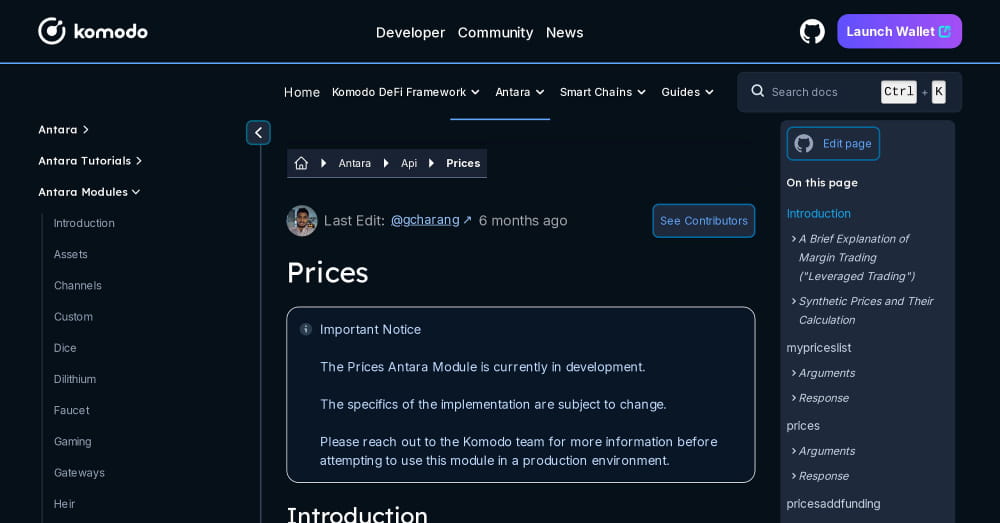 komodo
Developer Community News
Launch Wallet
Home Komodo DeFi Framework Antara Smart Chains Guides
Search docs Ctrl + K
Antara
Antara Tutorials
Antara Modules
Introduction
Assets
Channels
Custom
Dice
Dilithium
Faucet
Gaming
Gateways
Heir
Antara Api Prices
Last Edit: @gcharang ↗ 6 months ago
See Contributors
Prices
Important Notice
The Prices Antara Module is currently in development.
The specifics of the implementation are subject to change.
Please reach out to the Komodo team for more information before
attempting to use this module in a production environment.
Introduction
Edit page
On this page
Introduction
A Brief Explanation of
Margin Trading
("Leveraged Trading")
Synthetic Prices and Their
Calculation
mypriceslist
Arguments
Response
prices
Arguments
Response
pricesaddfunding